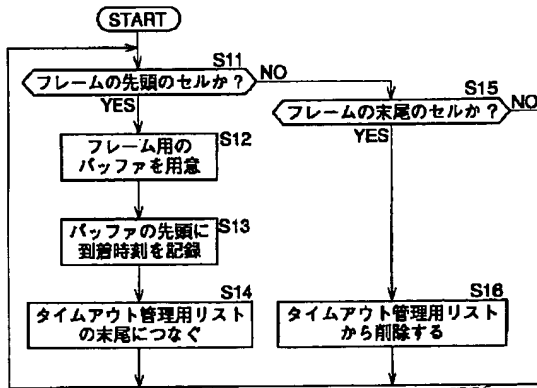 START
S11
フレームの先頭のセルか?
NO
YES
S15
フレームの末尾のセルか?
NO
YES
S12
フレーム用の
バッファを用意
S13
バッファの先頭に
到着時刻を記録
S14
タイムアウト管理用リスト
の末尾につなぐ
S16
タイムアウト管理用リスト
から削除する